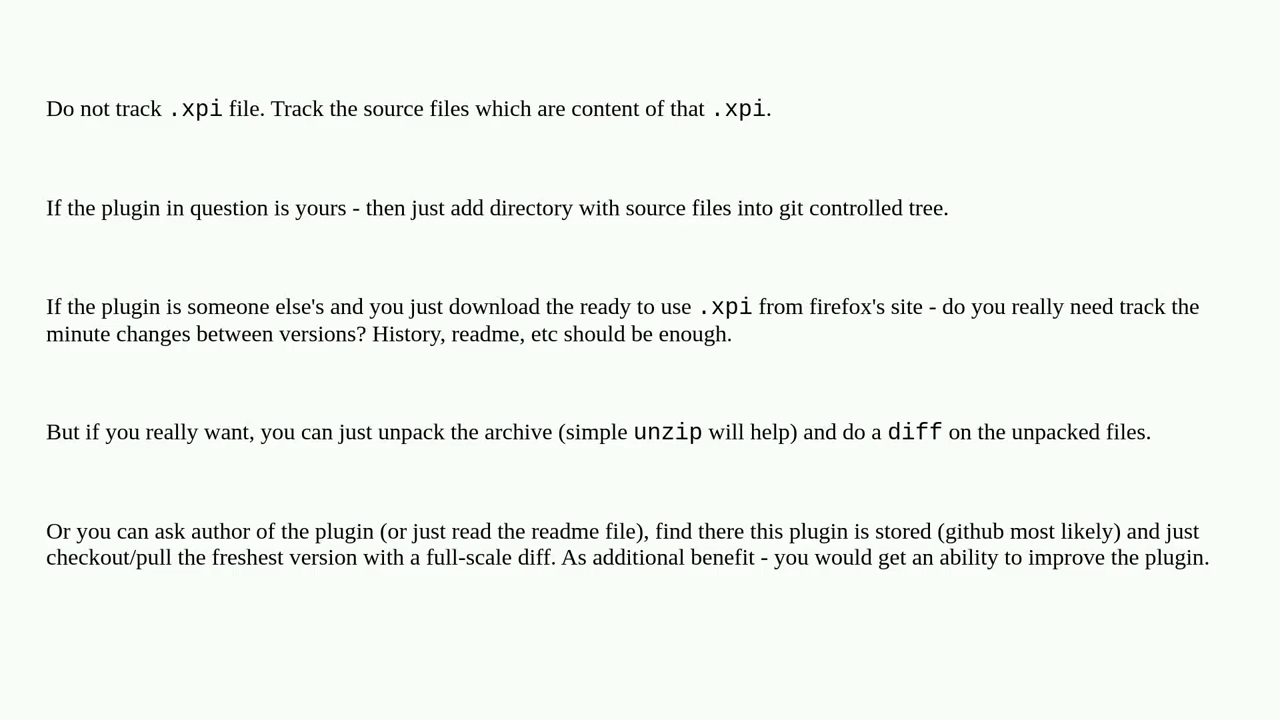 Do not track .xpi file. Track the source files which are content of that .xpi.
If the plugin in question is yours - then just add directory with source files into git controlled tree.
If the plugin is someone else's and you just download the ready to use .xpi from firefox's site - do you really need track the
minute changes between versions? History, readme, etc should be enough.
But if you really want, you can just unpack the archive (simple unzip will help) and do a diff on the unpacked files.
Or you can ask author of the plugin (or just read the readme file), find there this plugin is stored (github most likely) and just
checkout/pull the freshest version with a full-scale diff. As additional benefit - you would get an ability to improve the plugin.